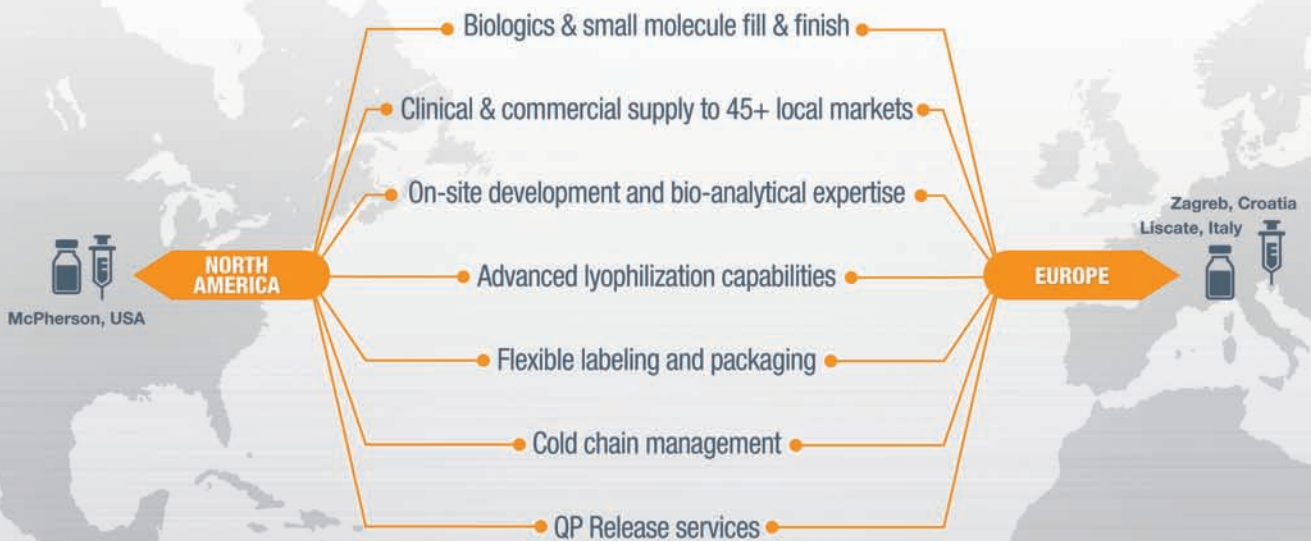 Biologics & small molecule fill & finish
Clinical & commercial supply to 45+ local markets
On-site development and bio-analytical expertise
Advanced lyophilization capabilities
Flexible labeling and packaging
Cold chain management
QP Release services
NORTH
AMERICA
McPherson, USA
EUROPE
Zagreb, Croatia
Liscate, Italy